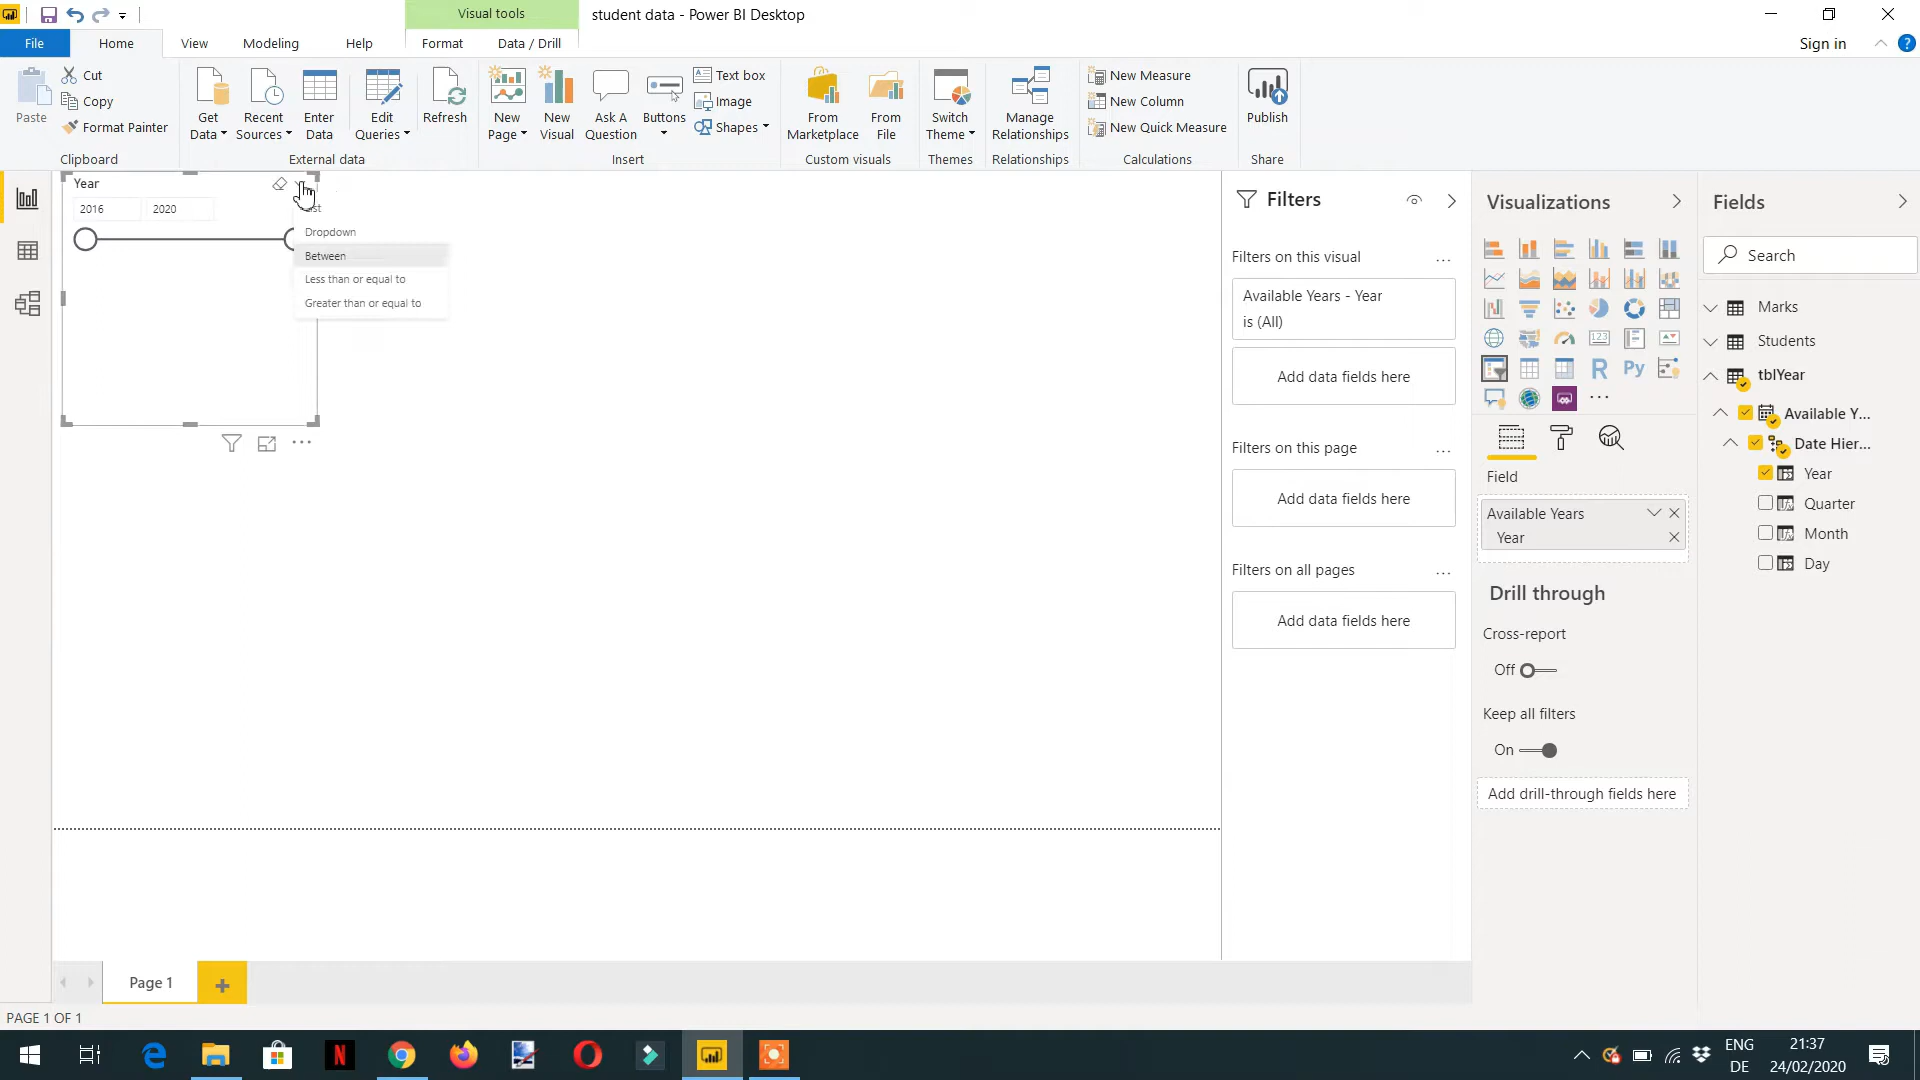 Visual tools
student data - Power BI Desktop
File
Home
View
Modeling
Help
Format
Data / Drill
Sign in
Paste
Cut
Copy
Format Painter
Clipboard
Get
Data
Recent
Sources
Enter
Data
Edit
Queries
Refresh
External data
New
Page
New
Visual
Ask A
Question
Buttons
Text box
Image
Shapes
Insert
From
Marketplace
From
File
Custom visuals
Switch
Theme
Themes
Manage
Relationships
Relationships
New Measure
New Column
New Quick Measure
Calculations
Publish
Share
Year
2016
2020
Dropdown
Between
Less than or equal to
Greater than or equal to
Filters
Filters on this visual
...
Available Years - Year
is (All)
Add data fields here
Filters on this page
...
Add data fields here
Filters on all pages
...
Add data fields here
Visualizations
123
R
Py
...
Field
Available Years
Year
Drill through
Cross-report
Off
Keep all filters
On
Add drill-through fields here
Fields
Search
Marks
Students
tblYear
Available Y...
Date Hier...
Year
Quarter
Month
Day
Page 1
PAGE 1 OF 1
ENG
DE
21:37
24/02/2020